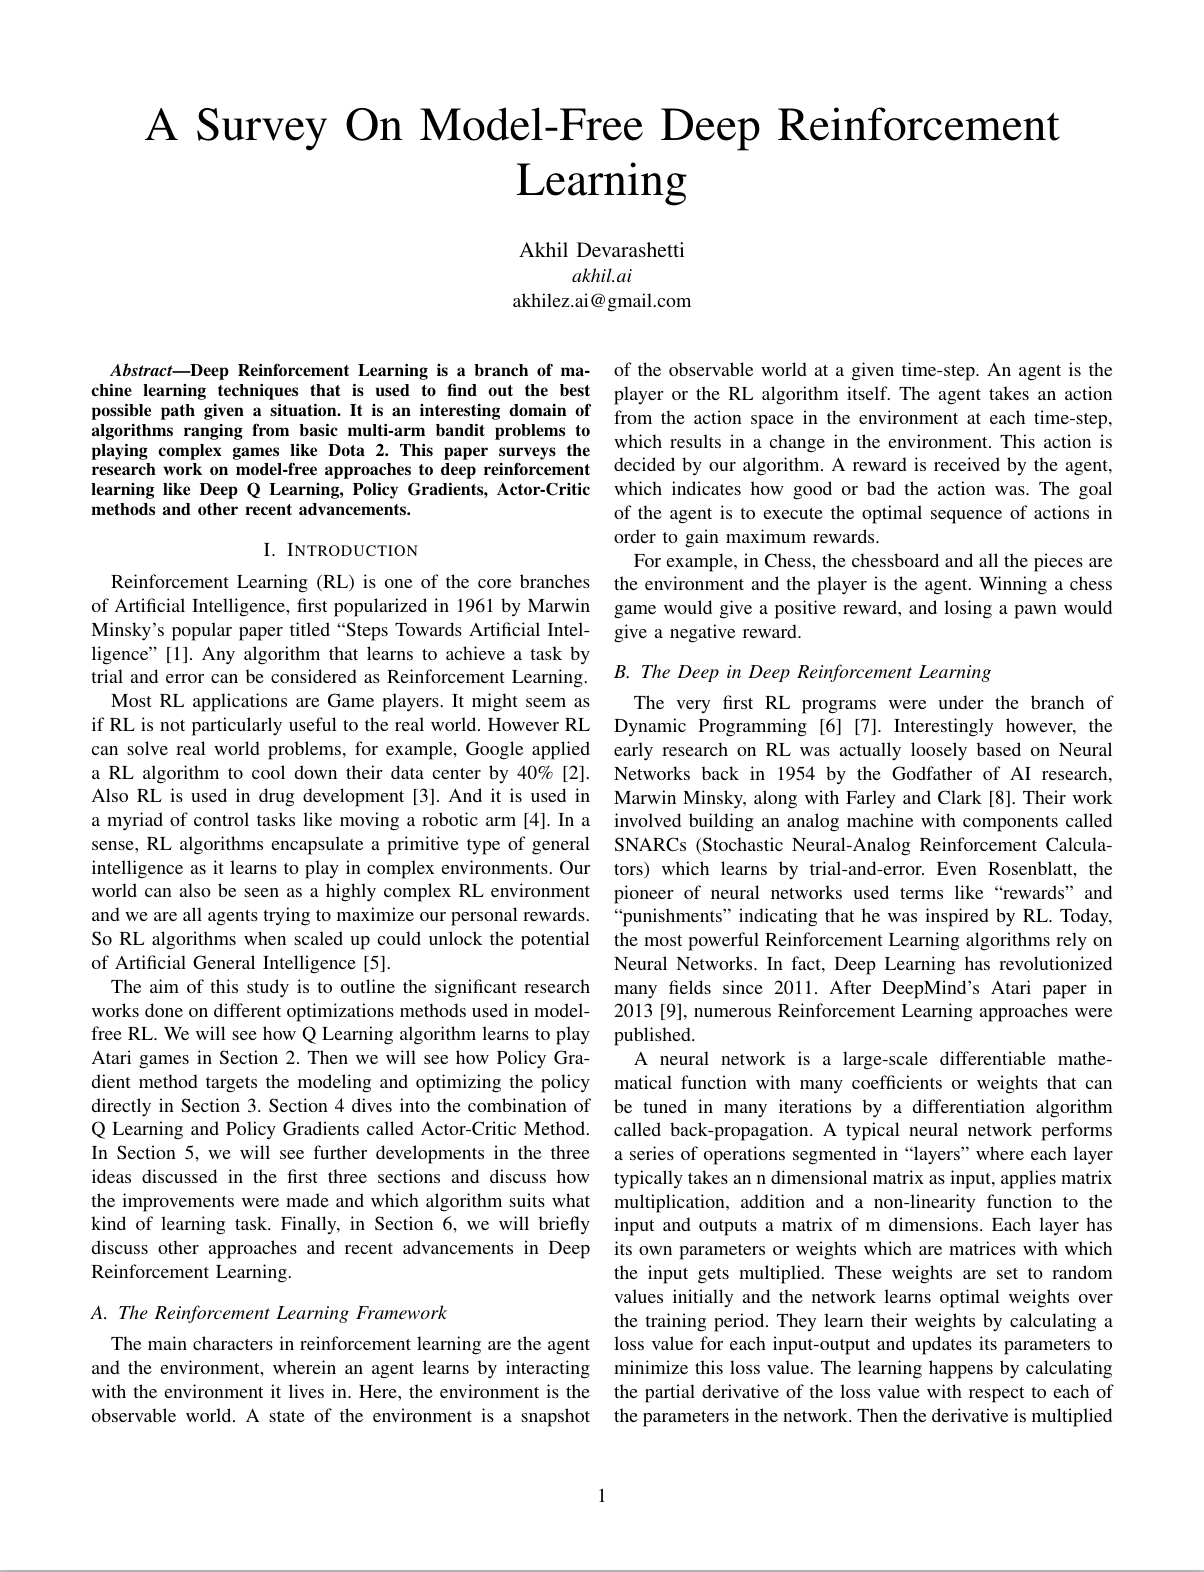 A Survey On Model-Free Deep Reinforcement
Learning
Akhil Devarashetti
akhil.ai
akhilez.ai@gmail.com
Abstract—Deep Reinforcement Learning is a branch of ma-
chine learning techniques that is used to find out the best
possible path given a situation. It is an interesting domain of
algorithms ranging from basic multi-arm bandit problems to
playing complex games like Dota 2. This paper surveys the
research work on model-free approaches to deep reinforcement
learning like Deep Q Learning, Policy Gradients, Actor-Critic
methods and other recent advancements.
I. INTRODUCTION
Reinforcement Learning (RL) is one of the core branches
of Artificial Intelligence, first popularized in 1961 by Marwin
Minsky's popular paper titled “Steps Towards Artificial Intel-
ligence” [1]. Any algorithm that learns to achieve a task by
trial and error can be considered as Reinforcement Learning.
Most RL applications are Game players. It might seem as
if RL is not particularly useful to the real world. However RL
can solve real world problems, for example, Google applied
a RL algorithm to cool down their data center by 40% [2].
Also RL is used in drug development [3]. And it is used in
a myriad of control tasks like moving a robotic arm [4]. In a
sense, RL algorithms encapsulate a primitive type of general
intelligence as it learns to play in complex environments. Our
world can also be seen as a highly complex RL environment
and we are all agents trying to maximize our personal rewards.
So RL algorithms when scaled up could unlock the potential
of Artificial General Intelligence [5].
The aim of this study is to outline the significant research
works done on different optimizations methods used in model-
free RL. We will see how Q Learning algorithm learns to play
Atari games in Section 2. Then we will see how Policy Gra-
dient method targets the modeling and optimizing the policy
directly in Section 3. Section 4 dives into the combination of
Q Learning and Policy Gradients called Actor-Critic Method.
In Section 5, we will see further developments in the three
ideas discussed in the first three sections and discuss how
the improvements were made and which algorithm suits what
kind of learning task. Finally, in Section 6, we will briefly
discuss other approaches and recent advancements in Deep
Reinforcement Learning.
A. The Reinforcement Learning Framework
The main characters in reinforcement learning are the agent
and the environment, wherein an agent learns by interacting
with the environment it lives in. Here, the environment is the
observable world. A state of the environment is a snapshot
of the observable world at a given time-step. An agent is the
player or the RL algorithm itself. The agent takes an action
from the action space in the environment at each time-step,
which results in a change in the environment. This action is
decided by our algorithm. A reward is received by the agent,
which indicates how good or bad the action was. The goal
of the agent is to execute the optimal sequence of actions in
order to gain maximum rewards.
For example, in Chess, the chessboard and all the pieces are
the environment and the player is the agent. Winning a chess
game would give a positive reward, and losing a pawn would
give a negative reward.
B. The Deep in Deep Reinforcement Learning
The very first RL programs were under the branch of
Dynamic Programming [6] [7]. Interestingly however, the
early research on RL was actually loosely based on Neural
Networks back in 1954 by the Godfather of AI research,
Marwin Minsky, along with Farley and Clark [8]. Their work
involved building an analog machine with components called
SNARCs (Stochastic Neural-Analog Reinforcement Calcula-
tors) which learns by trial-and-error. Even Rosenblatt, the
pioneer of neural networks used terms like “rewards” and
“punishments” indicating that he was inspired by RL. Today,
the most powerful Reinforcement Learning algorithms rely on
Neural Networks. In fact, Deep Learning has revolutionized
many fields since 2011. After DeepMind's Atari paper in
2013 [9], numerous Reinforcement Learning approaches were
published.
A neural network is a large-scale differentiable mathe-
matical function with many coefficients or weights that can
be tuned in many iterations by a differentiation algorithm
called back-propagation. A typical neural network performs
a series of operations segmented in “layers” where each layer
typically takes an n dimensional matrix as input, applies matrix
multiplication, addition and a non-linearity function to the
input and outputs a matrix of m dimensions. Each layer has
its own parameters or weights which are matrices with which
the input gets multiplied. These weights are set to random
values initially and the network learns optimal weights over
the training period. They learn their weights by calculating a
loss value for each input-output and updates its parameters to
minimize this loss value. The learning happens by calculating
the partial derivative of the loss value with respect to each of
the parameters in the network. Then the derivative is multiplied
1